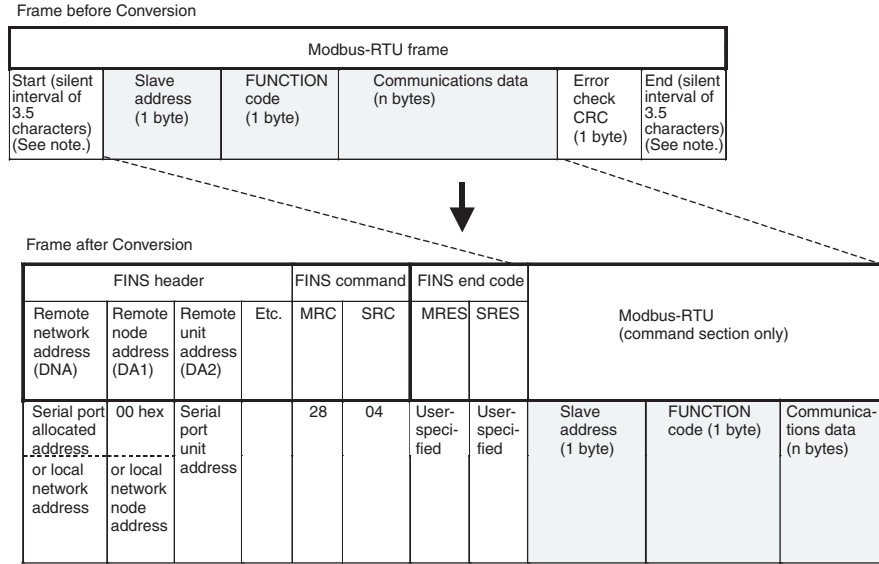 Frame before Conversion
Modbus-RTU frame
Start (silent
interval of
3.5
characters)
(See note.)
Slave
address
(1 byte)
FUNCTION
code
(1 byte)
Communications data
(n bytes)
Error
check
CRC
(1 byte)
End (silent
interval of
3.5
characters)
(See note.)
Frame after Conversion
FINS header
FINS command
FINS end code
Modbus-RTU
(command section only)
Remote
network
address
(DNA)
Remote
node
address
(DA1)
Remote
unit
address
(DA2)
Etc.
MRC
SRC
MRES
SRES
Serial port
allocated
address
or local
network
address
00 hex
or local
network
node
address
Serial
port
unit
address
28
04
User-
speci-
fied
User-
speci-
fied
Slave
address
(1 byte)
FUNCTION
code (1 byte)
Communica-
tions data
(n bytes)